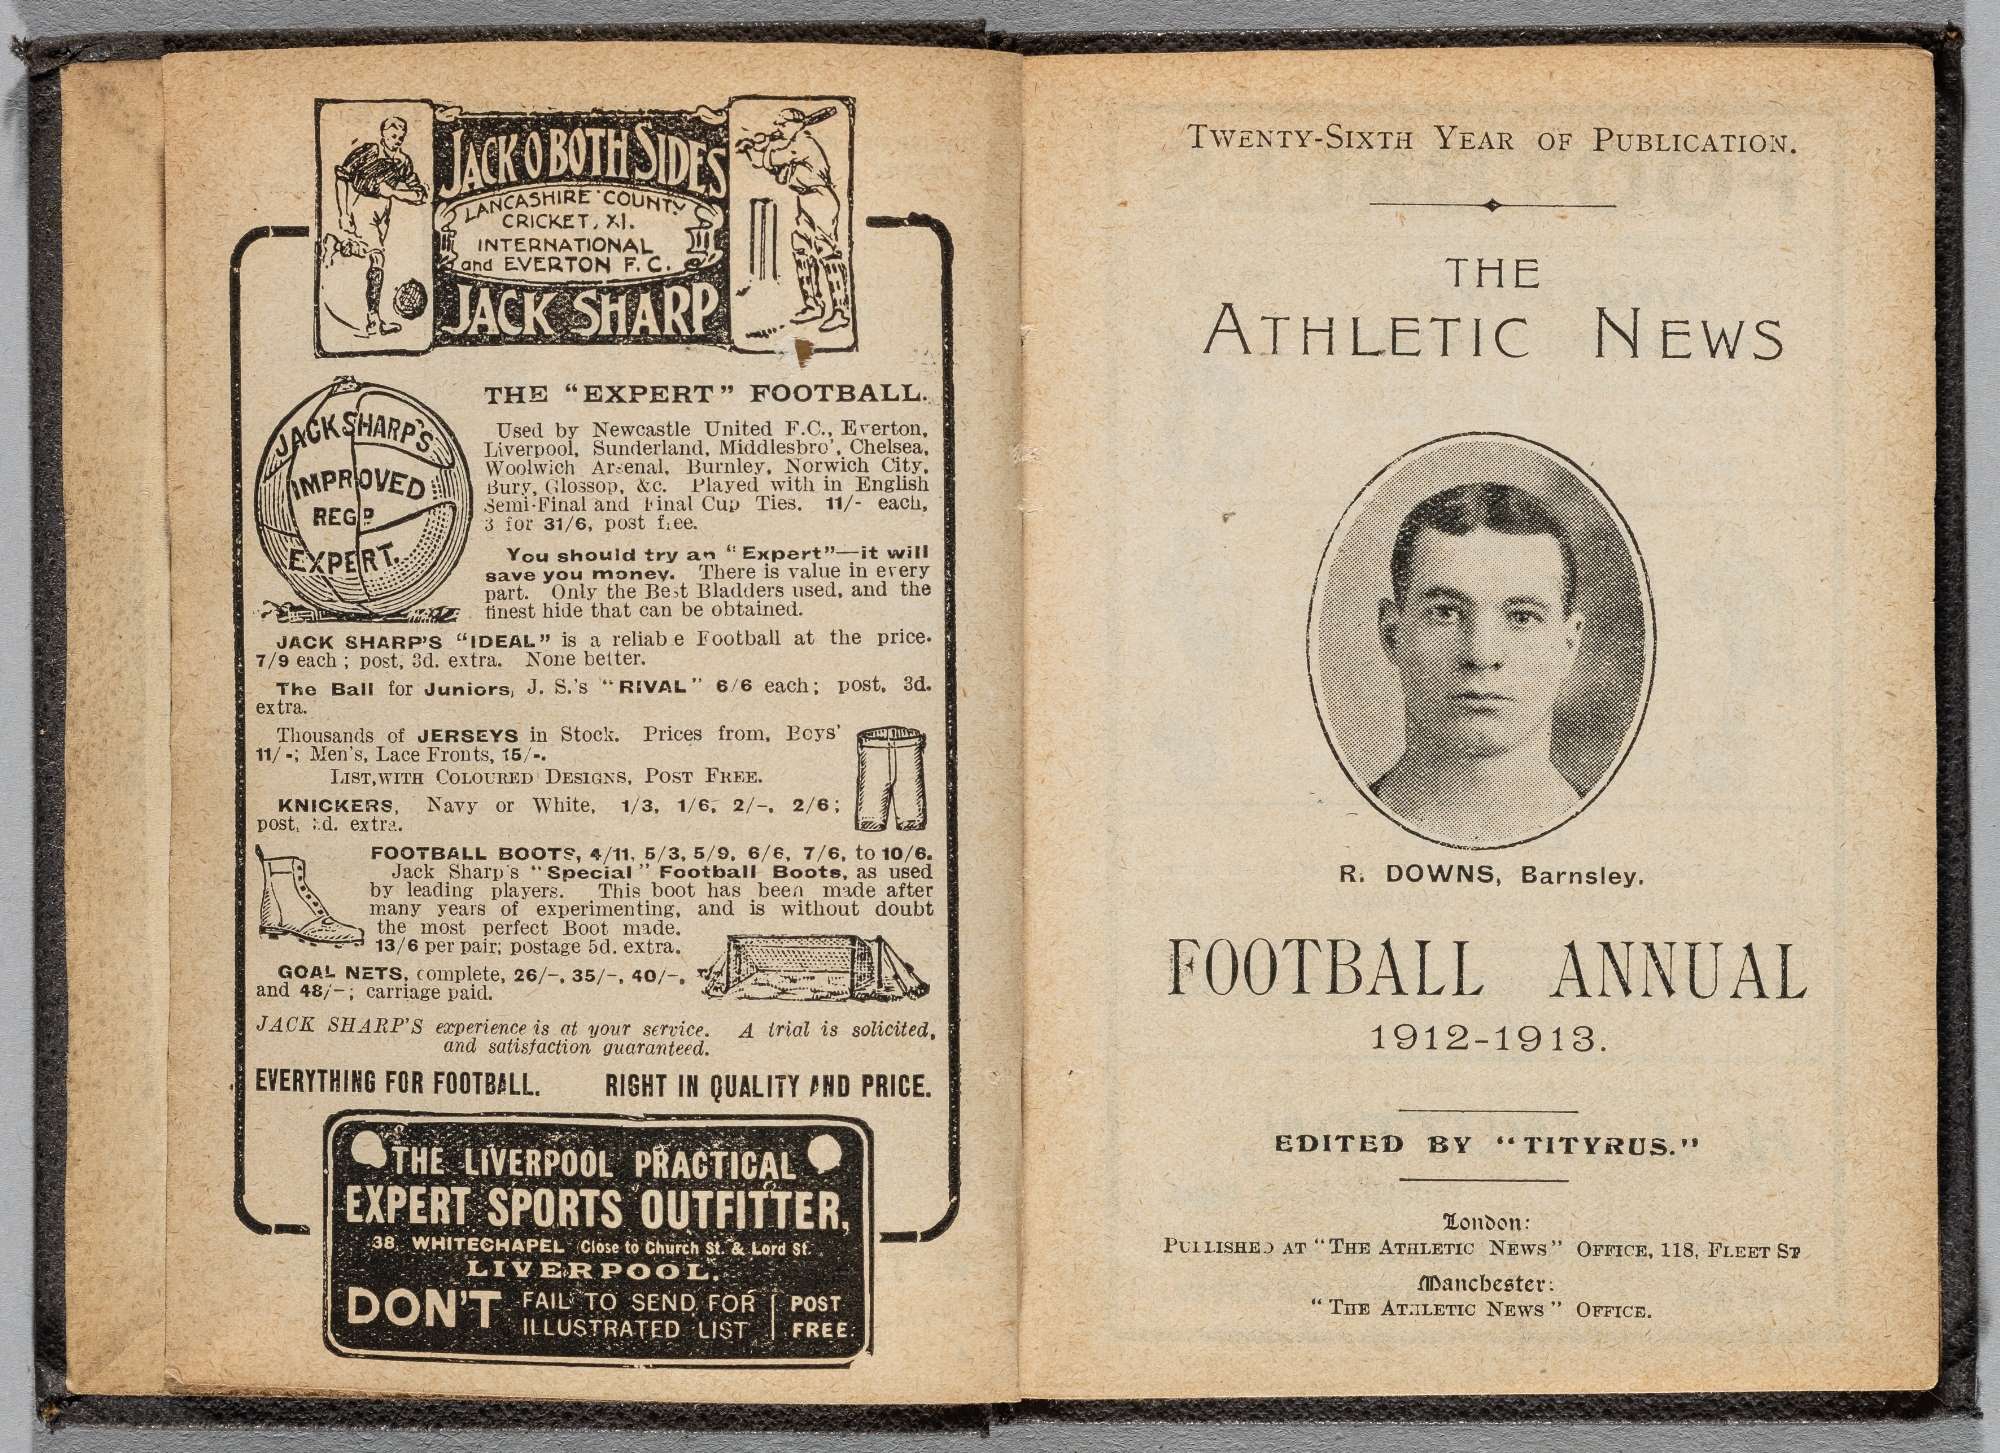 JACK O BOTH SIDES
LANCASHIRE COUNTY
CRICKET, XI.
INTERNATIONAL
and EVERTON F.C.
JACK SHARP
JACK SHARP'S
IMPROVED
REGD
EXPERT.
THE "EXPERT" FOOTBALL.
Used by Newcastle United F.C., Everton,
Liverpool, Sunderland, Middlesbro', Chelsea,
Woolwich Arsenal, Burnley, Norwich City,
Bury, Glossop, &c. Played with in English
Semi-Final and Final Cup Ties. 11/- each,
3 for 31/6, post free.
You should try an "Expert"—it will
save you money. There is value in every
part. Only the Best Bladders used, and the
finest hide that can be obtained.
JACK SHARP'S "IDEAL" is a reliable Football at the price.
7/9 each; post, 3d. extra. None better.
The Ball for Juniors, J. S.'s "RIVAL" 6/6 each; post, 3d.
extra.
Thousands of JERSEYS in Stock. Prices from, Boys'
11/-; Men's, Lace Fronts, 15/-.
LIST, WITH COLOURED DESIGNS, POST FREE.
KNICKERS, Navy or White, 1/3, 1/6, 2/-, 2/6;
post, d. extra.
FOOTBALL BOOTS, 4/11, 5/3, 5/9, 6/6, 7/6, to 10/6.
Jack Sharp's "Special" Football Boots, as used
by leading players. This boot has been made after
many years of experimenting, and is without doubt
the most perfect Boot made.
13/6 per pair; postage 5d. extra.
GOAL NETS, complete, 26/-, 35/-, 40/-,
and 48/-; carriage paid.
JACK SHARP'S experience is at your service. A trial is solicited,
and satisfaction guaranteed.
EVERYTHING FOR FOOTBALL. RIGHT IN QUALITY AND PRICE.
THE LIVERPOOL PRACTICAL
EXPERT SPORTS OUTFITTER,
38, WHITECHAPEL (Close to Church St. & Lord St.
LIVERPOOL.
DON'T FAIL TO SEND FOR
ILLUSTRATED LIST
POST
FREE.
TWENTY-SIXTH YEAR OF PUBLICATION.
THE
ATHLETIC NEWS
R. DOWNS, Barnsley.
FOOTBALL ANNUAL
1912-1913.
EDITED BY "TITYRUS."
London:
PUBLISHED AT "THE ATHLETIC NEWS" OFFICE, 118, FLEET ST
Manchester:
"THE ATHLETIC NEWS" OFFICE.